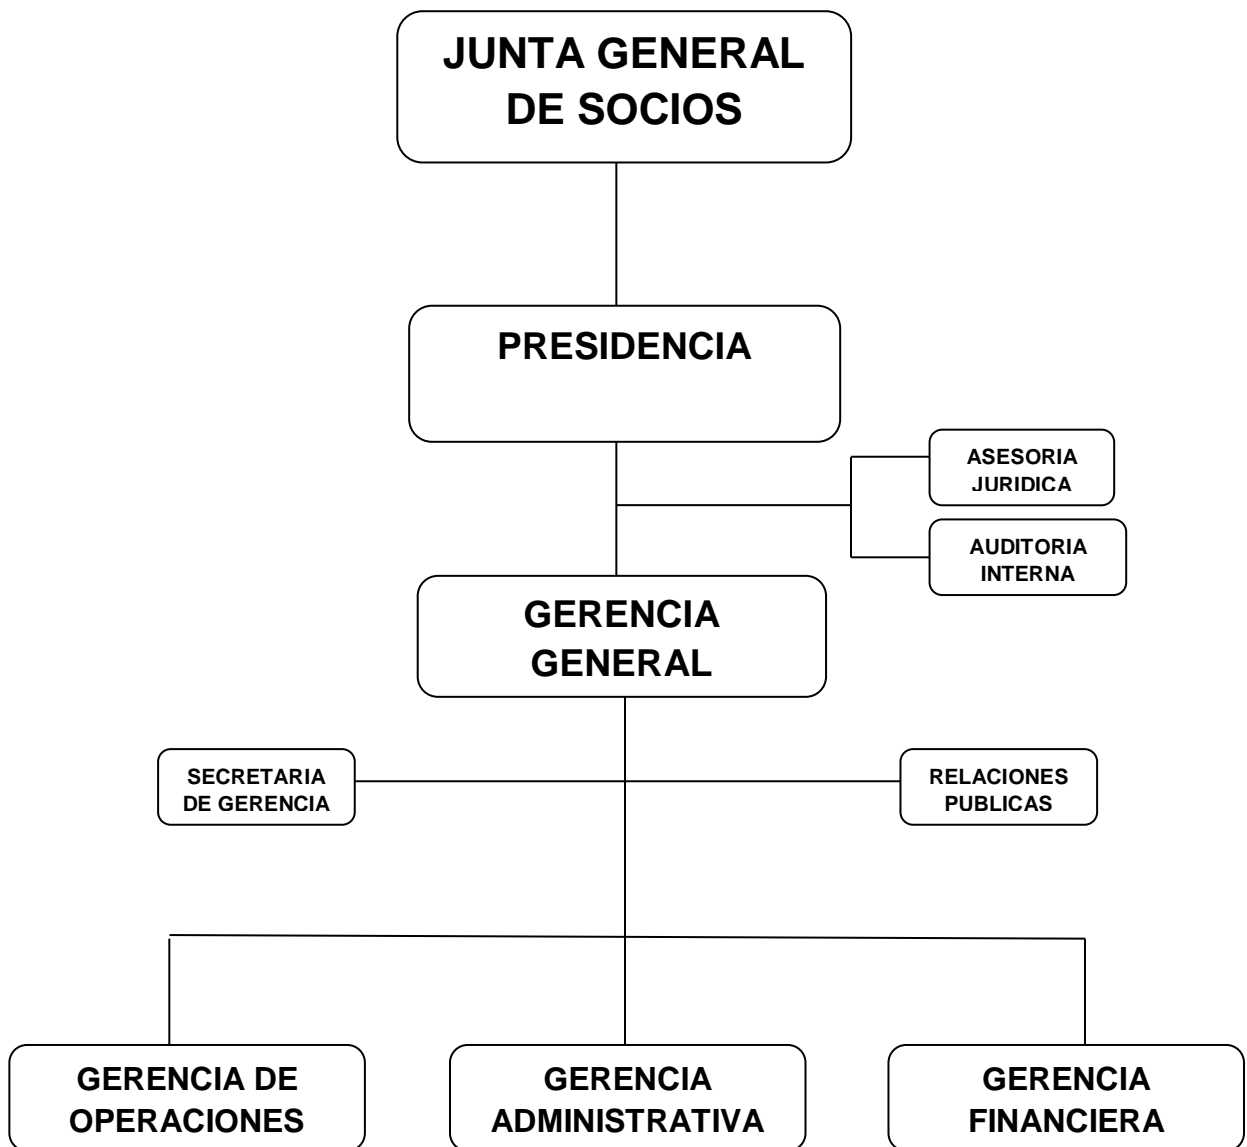 JUNTA GENERAL
DE SOCIOS
PRESIDENCIA
ASESORIA
JURIDICA
AUDITORIA
INTERNA
GERENCIA
GENERAL
SECRETARIA
DE GERENCIA
RELACIONES
PUBLICAS
GERENCIA DE
OPERACIONES
GERENCIA
ADMINISTRATIVA
GERENCIA
FINANCIERA